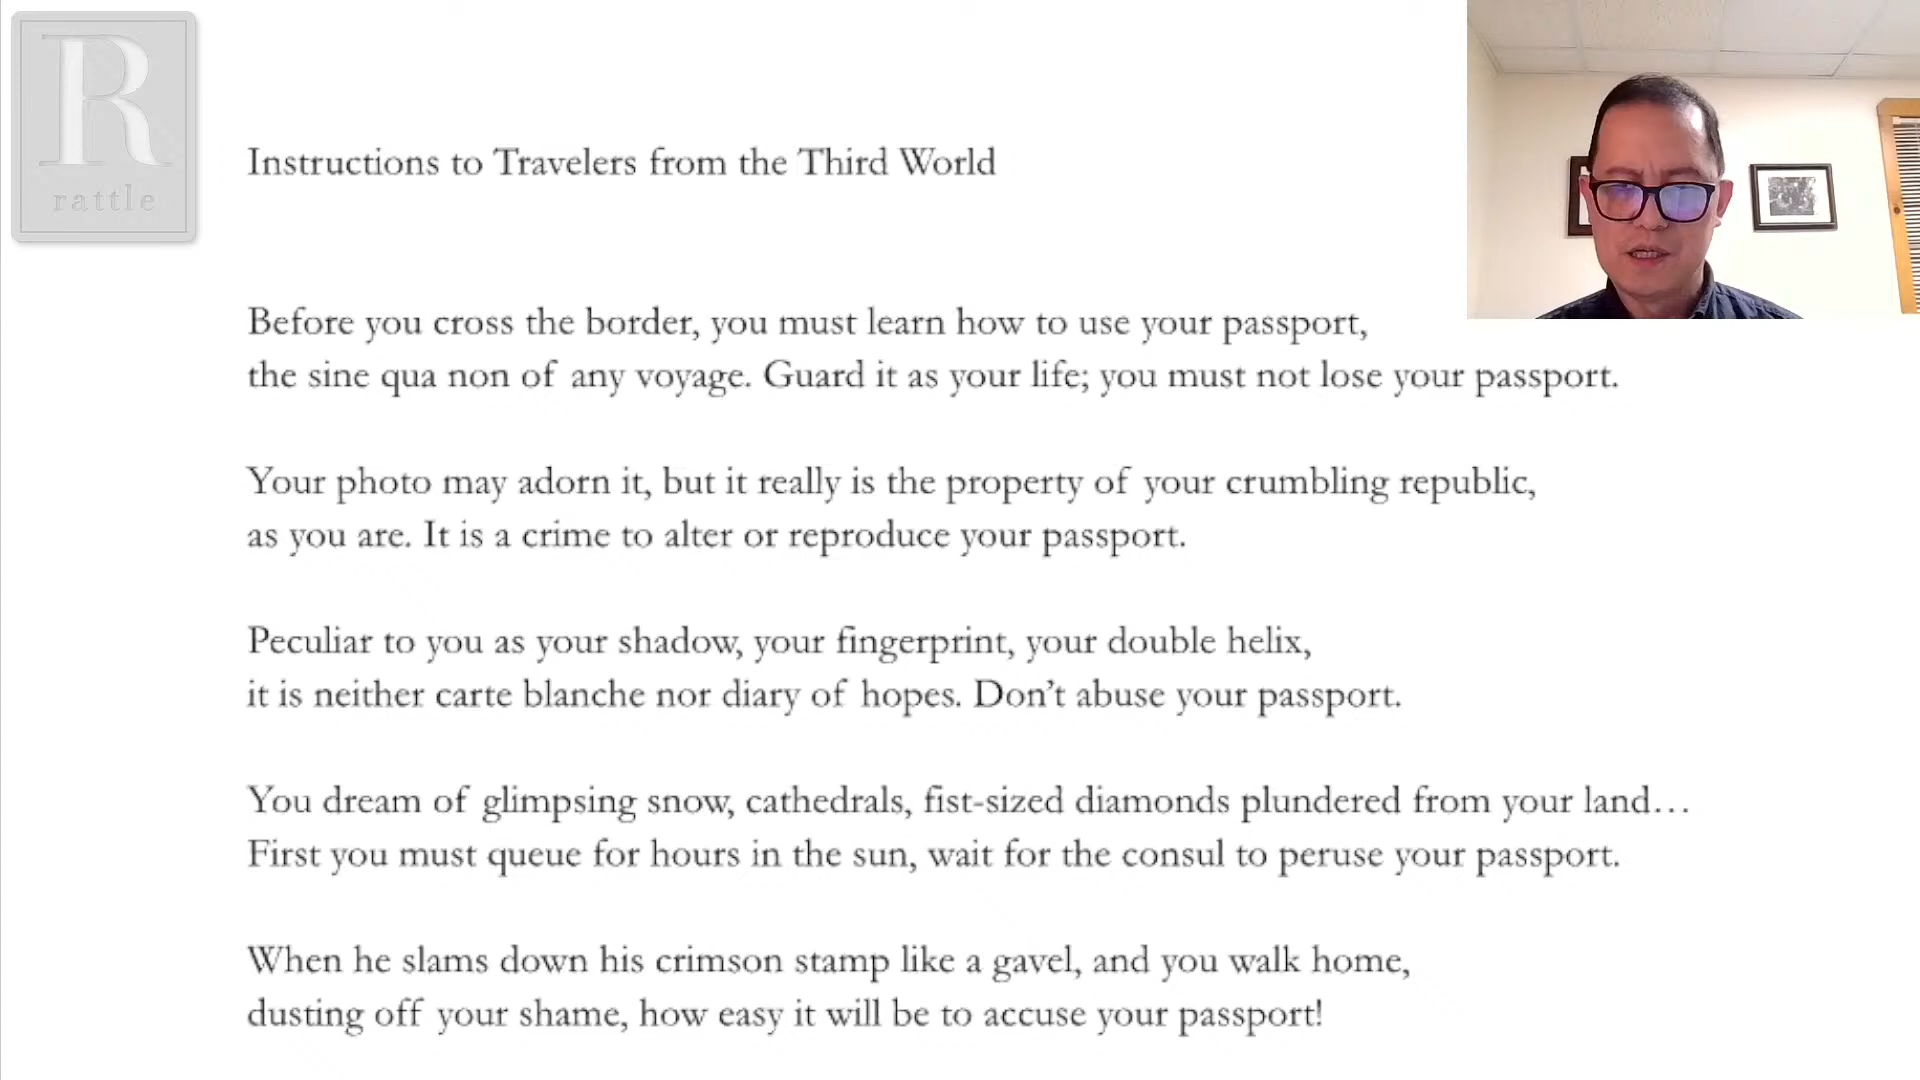 R
rattle
Instructions to Travelers from the Third World
Before you cross the border, you must learn how to use your passport,
the sine qua non of any voyage. Guard it as your life; you must not lose your passport.
Your photo may adorn it, but it really is the property of your crumbling republic,
as you are. It is a crime to alter or reproduce your passport.
Peculiar to you as your shadow, your fingerprint, your double helix,
it is neither carte blanche nor diary of hopes. Don’t abuse your passport.
You dream of glimpsing snow, cathedrals, fist-sized diamonds plundered from your land…
First you must queue for hours in the sun, wait for the consul to peruse your passport.
When he slams down his crimson stamp like a gavel, and you walk home,
dusting off your shame, how easy it will be to accuse your passport!